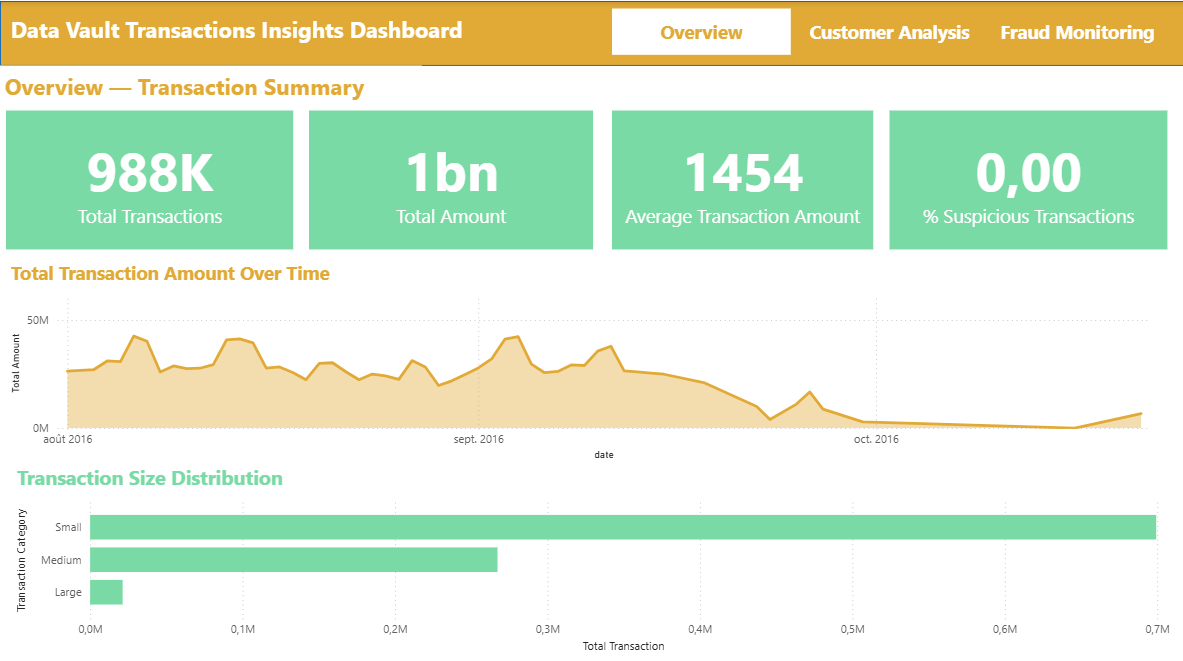 Data Vault Transactions Insights Dashboard
Overview
Customer Analysis
Fraud Monitoring
Overview — Transaction Summary
988K
Total Transactions
1bn
Total Amount
1454
Average Transaction Amount
0,00
% Suspicious Transactions
Total Transaction Amount Over Time
Total Amount
50M
0M
août 2016
sept. 2016
oct. 2016
date
Transaction Size Distribution
Transaction Category
Small
Medium
Large
0,0M
0,1M
0,2M
0,3M
0,4M
0,5M
0,6M
0,7M
Total Transaction